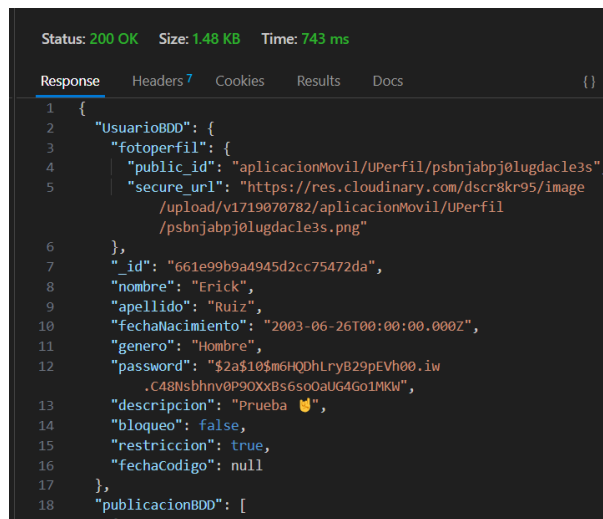 Status: 200 OK Size: 1.48 KB Time: 743 ms
Response Headers 7 Cookies Results Docs {}
1 {
2 "UsuarioBDD": {
3 "fotoperfil": {
4 "public_id": "aplicacionMovil/UPerfil/psbnjabpj0lugdacle3s",
5 "secure_url": "https://res.cloudinary.com/dscr8kr95/image
/upload/v1719070782/aplicacionMovil/UPerfil
/psbnjabpj0lugdacle3s.png"
6 },
7 "_id": "661e99b9a4945d2cc75472da",
8 "nombre": "Erick",
9 "apellido": "Ruiz",
10 "fechaNacimiento": "2003-06-26T00:00:00.000Z",
11 "genero": "Hombre",
12 "password": "$2a$10$m6HQDhLryB29pEVh00.iw
.C48Nsbhnv0P9OXxBs6soOaUG4Go1MKW",
13 "descripcion": "Prueba 🤘",
14 "bloqueo": false,
15 "restriccion": true,
16 "fechaCodigo": null
17 },
18 "publicacionBDD": [